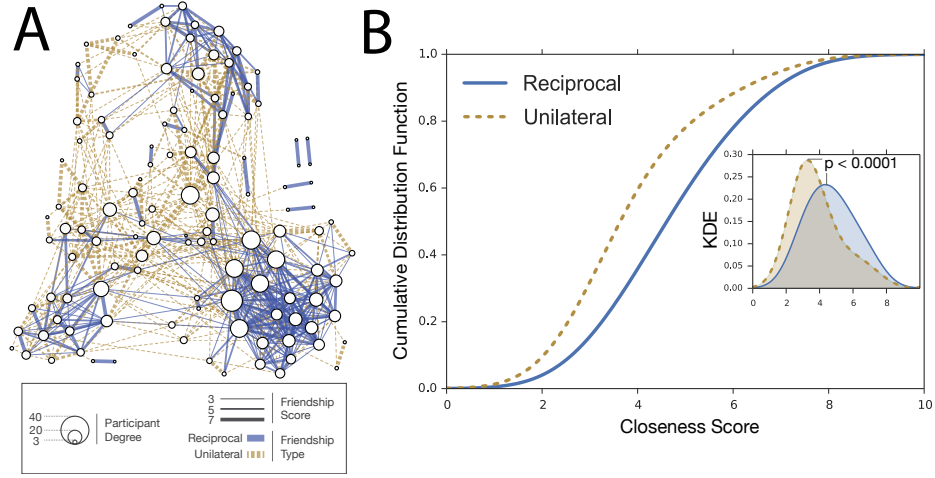 A
B
1.0
0.8
0.6
0.4
0.2
0.0
Cumulative Distribution Function
Reciprocal
Unilateral
0.30
0.25
0.20
0.15
0.10
0.05
0.00
KDE
p < 0.0001
0 2 4 6 8
0 2 4 6 8 10
Closeness Score
40
20
3
Participant
Degree
3
5
7
Friendship
Score
Reciprocal
Unilateral
Friendship
Type